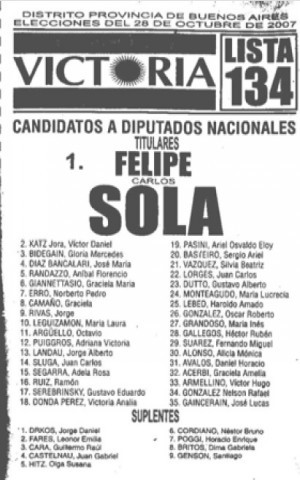 DISTRITO PROVINCIA DE BUENOS AIRES
ELECCIONES DEL 28 DE OCTUBRE DE 2007
VICTORIA
LISTA
134
CANDIDATOS A DIPUTADOS NACIONALES
TITULARES
1. FELIPE
CARLOS
SOLA
2. KATZ Jora, Víctor Daniel
3. BIDEGAIN, Gloria Mercedes
4. DIAZ BANCALARI, José María
5. RANDAZZO, Aníbal Florencio
6. GIANNETTASIO, Graciela María
7. ERRO, Norberto Pedro
8. CAMAÑO, Graciela
9. RIVAS, Jorge
10. LEGUIZAMON, María Laura
11. ARGÜELLO, Octavio
12. PUIGGROS, Adriana Victoria
13. LANDAU, Jorge Alberto
14. SLUGA, Juan Carlos
15. SEGARRA, Adela Rosa
16. RUIZ, Ramón
17. SEREBRINSKY, Gustavo Eduardo
18. DONDA PEREZ, Victoria Analía
19. PASINI, Ariel Osvaldo Eloy
20. BASTEIRO, Sergio Ariel
21. VAZQUEZ, Silvia Beatriz
22. LORGES, Juan Carlos
23. DUTTO, Gustavo Alberto
24. MONTEAGUDO, María Lucrecia
25. LEBED, Haroldo Amado
26. GONZALEZ, Oscar Roberto
27. GRANDOSO, María Inés
28. GALLEGOS, Héctor Rubén
29. SUAREZ, Fernando Miguel
30. ALONSO, Alicia Mónica
31. AVALOS, Daniel Horacio
32. ACERBI, Graciela Amelia
33. ARMELLINO, Víctor Hugo
34. GONZALEZ Nelson Rafael
35. GAINCERAIN, José Lucas
SUPLENTES
1. DRKOS, Jorge Daniel
2. FARES, Leonor Emilia
3. CARA, Guillermo Raúl
4. CASTELNAU, Juan Gabriel
5. HITZ, Olga Susana
6. CORDIANO, Néstor Bruno
7. POGGI, Horacio Enrique
8. BRITOS, Dima Gabriela
9. GENSON, Santiago